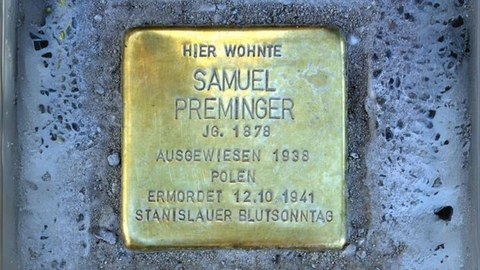 HIER WOHNTE
SAMUEL
PREMINGER
JG. 1878
AUSGEWIESEN 1938
POLEN
ERMORDET 12.10 1941
STANISLAUER BLUTSONNTAG